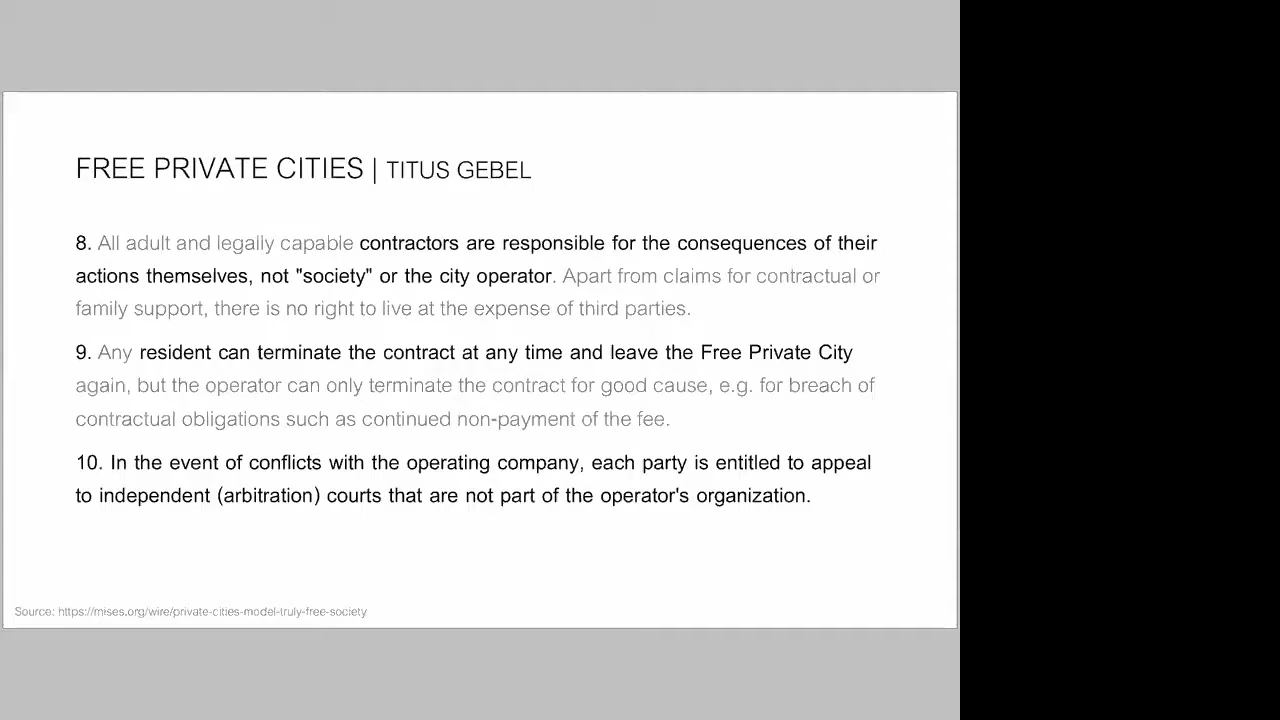 FREE PRIVATE CITIES | TITUS GEBEL
8. All adult and legally capable contractors are responsible for the consequences of their
actions themselves, not "society" or the city operator. Apart from claims for contractual or
family support, there is no right to live at the expense of third parties.
9. Any resident can terminate the contract at any time and leave the Free Private City
again, but the operator can only terminate the contract for good cause, e.g. for breach of
contractual obligations such as continued non-payment of the fee.
10. In the event of conflicts with the operating company, each party is entitled to appeal
to independent (arbitration) courts that are not part of the operator's organization.
Source: https://mises.org/wire/private-cities-model-truly-free-society